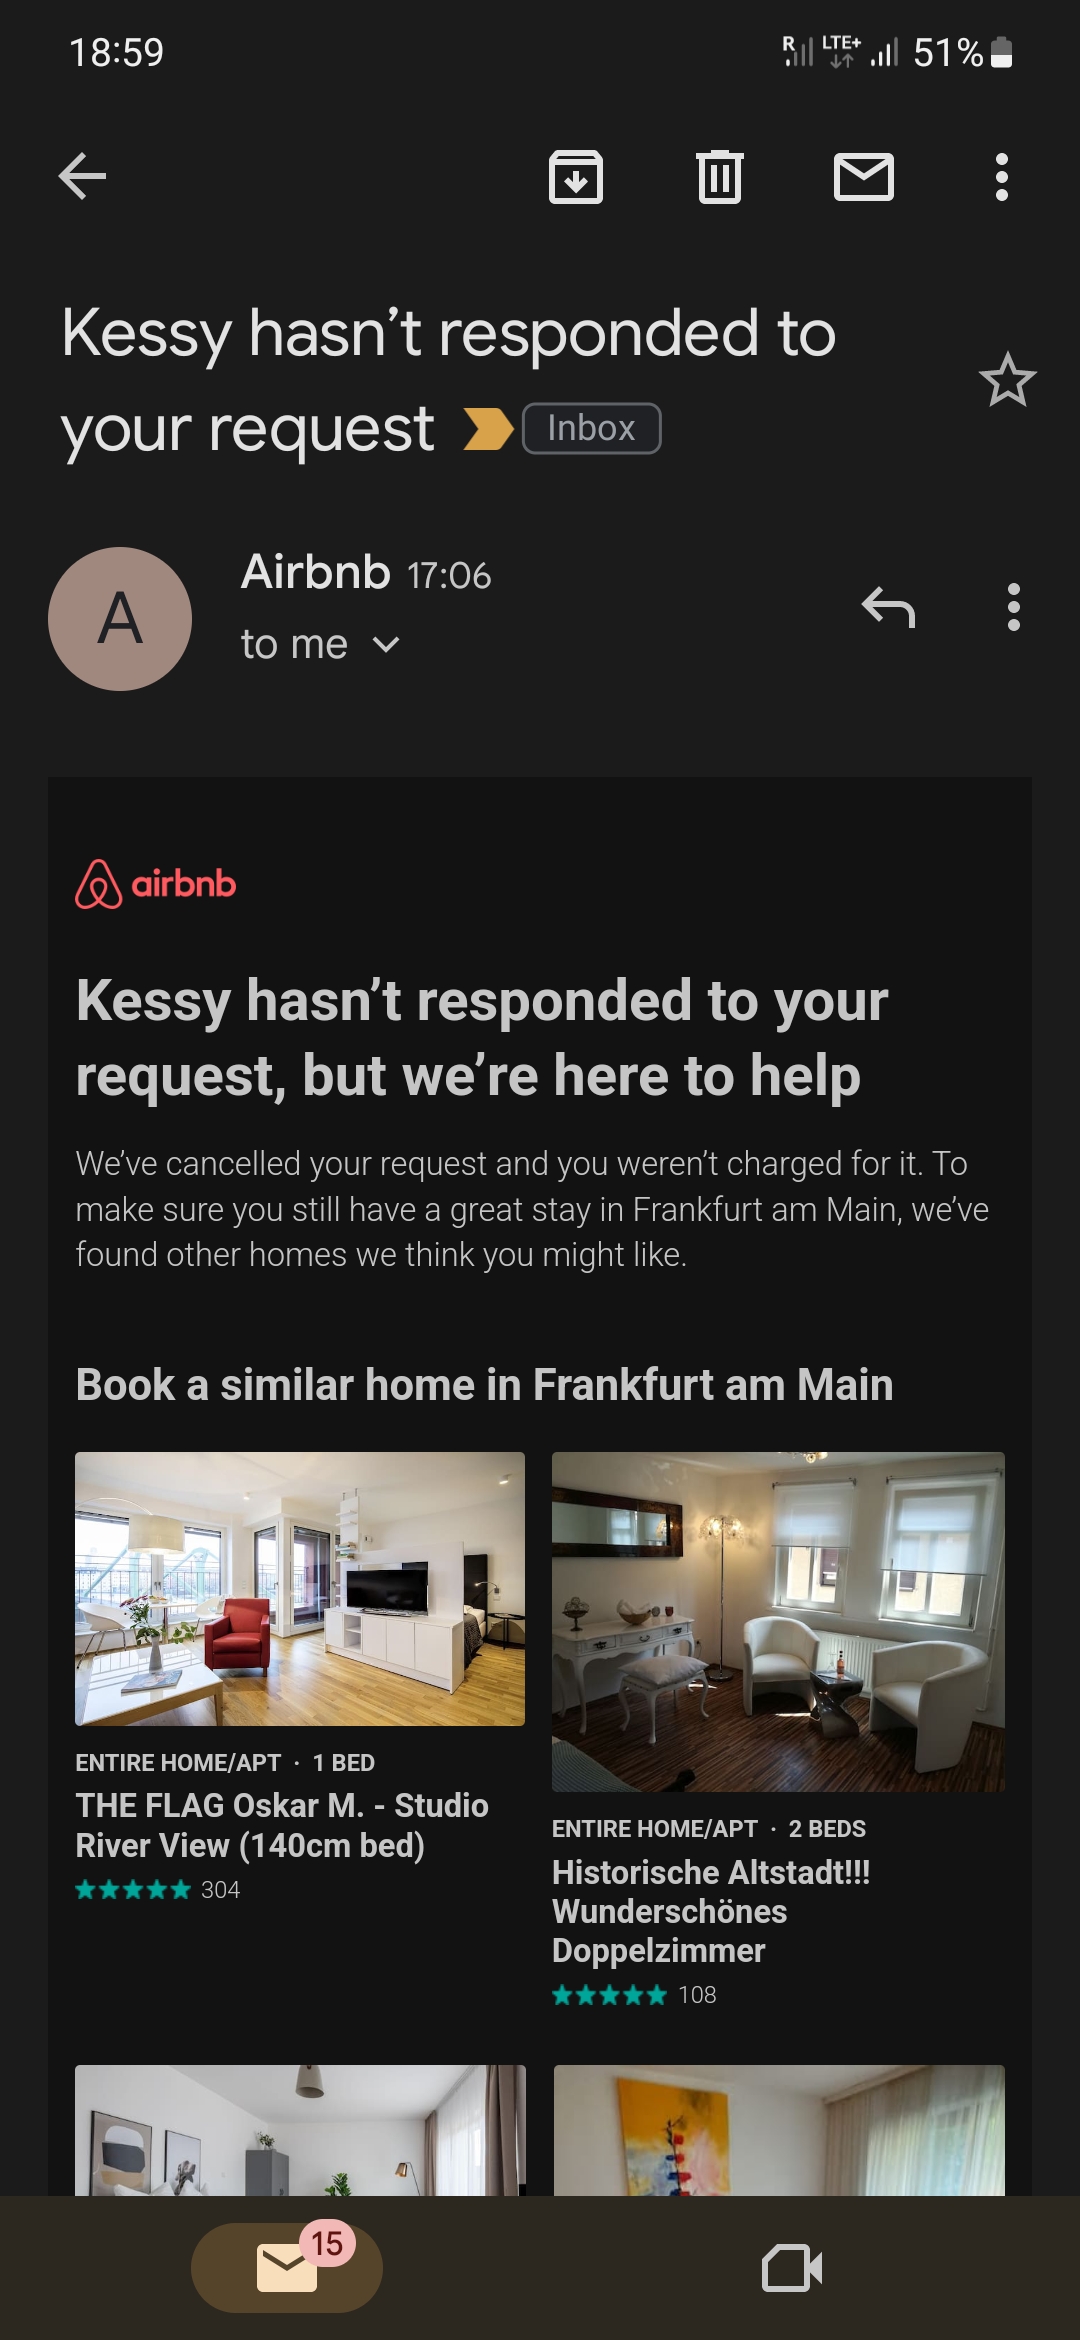 18:59
R LTE+ 51%
Kessy hasn’t responded to
your request Inbox
A
Airbnb 17:06
to me
airbnb
Kessy hasn’t responded to your
request, but we’re here to help
We’ve cancelled your request and you weren’t charged for it. To
make sure you still have a great stay in Frankfurt am Main, we’ve
found other homes we think you might like.
Book a similar home in Frankfurt am Main
ENTIRE HOME/APT · 1 BED
THE FLAG Oskar M. - Studio
River View (140cm bed)
304
ENTIRE HOME/APT · 2 BEDS
Historische Altstadt!!!
Wunderschönes
Doppelzimmer
108
15